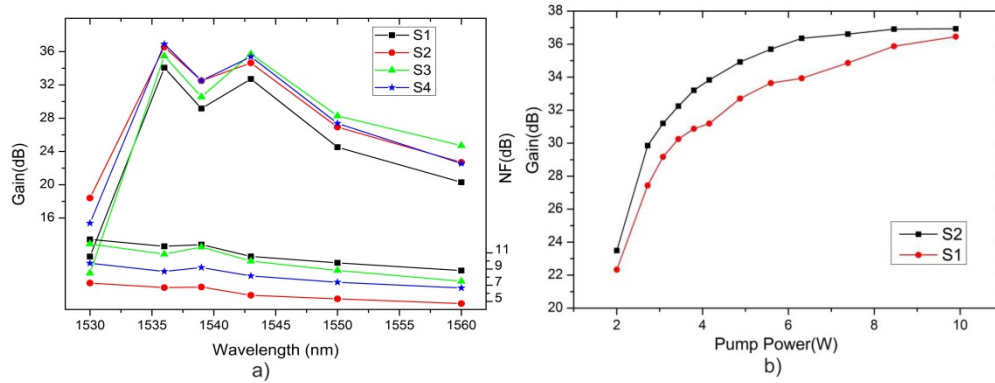 S1
S2
S3
S4
36
32
28
24
20
16
Gain(dB)
11
9
7
5
NF(dB)
1530 1535 1540 1545 1550 1555 1560
Wavelength (nm)
a)
38
36
34
32
30
28
26
24
22
20
Gain(dB)
S2
S1
2 4 6 8 10
Pump Power(W)
b)